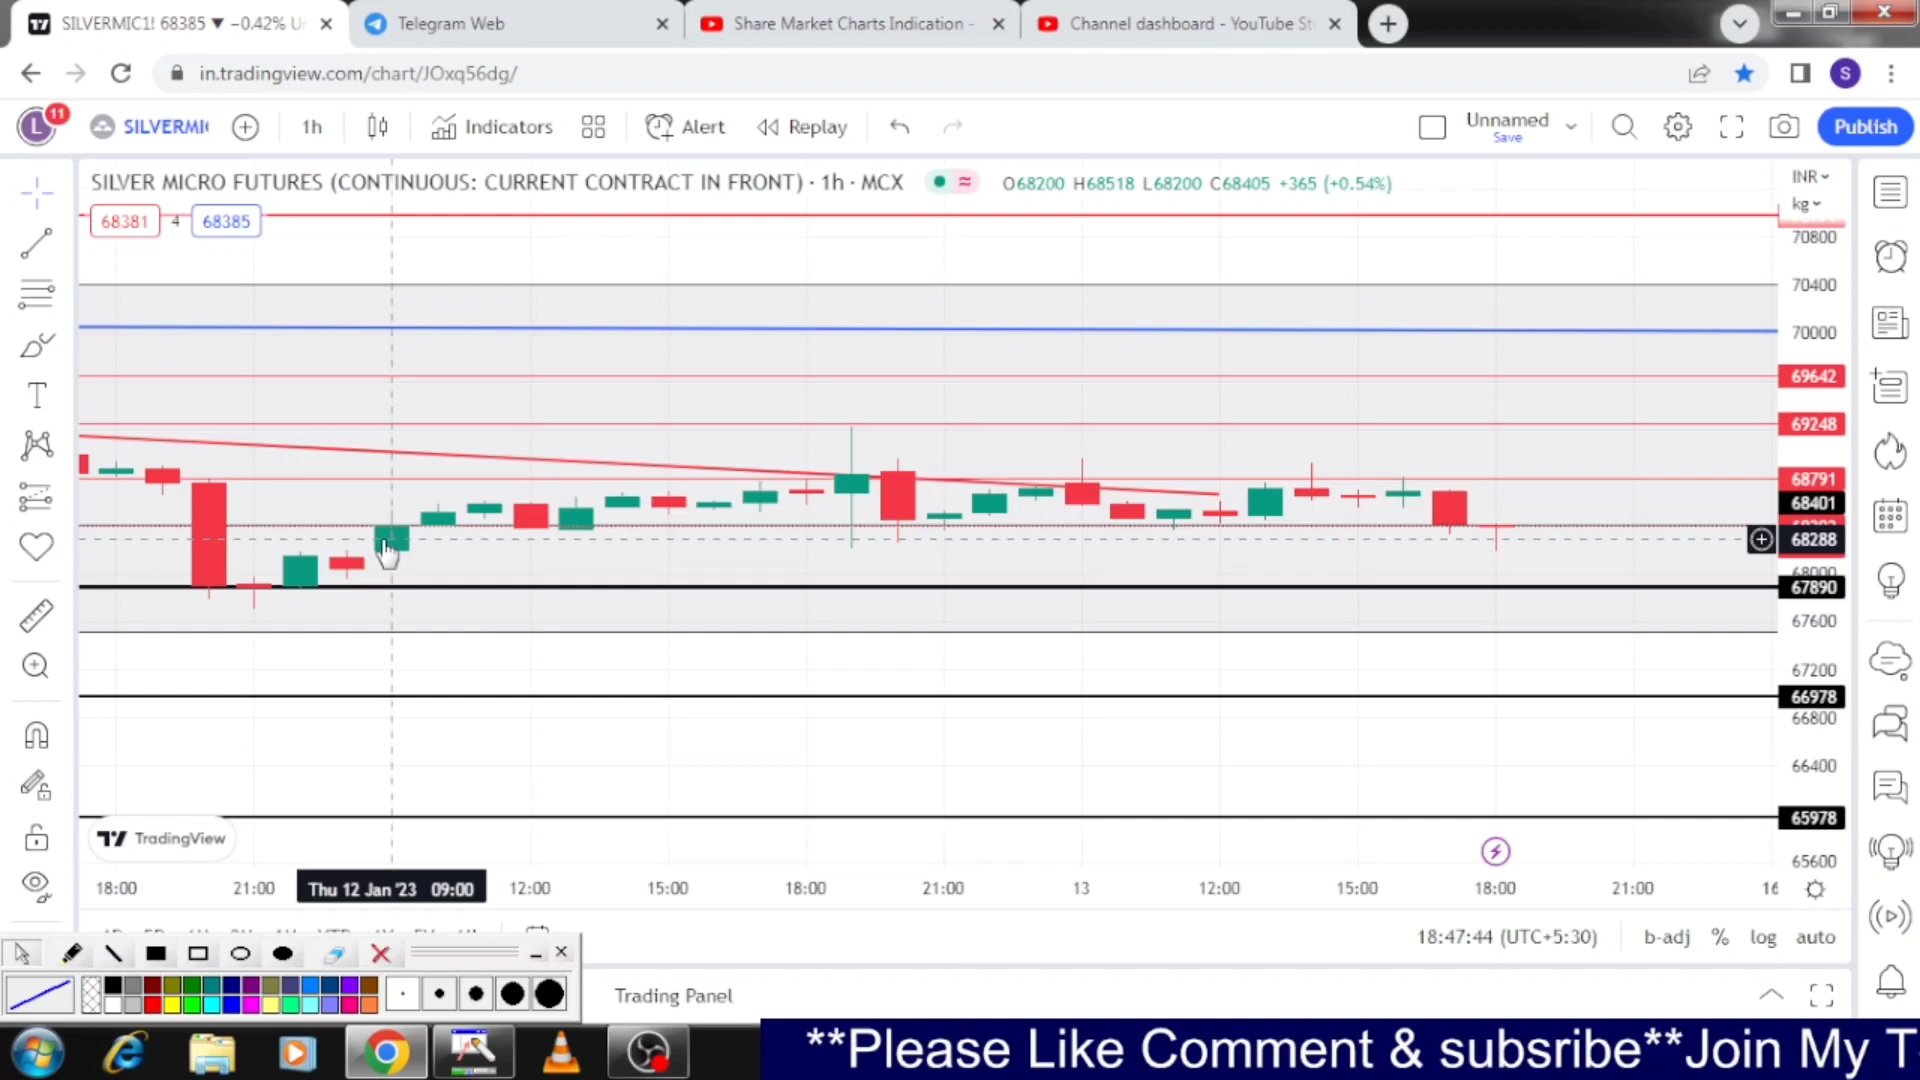 SILVERMIC1! 68385 ▼ −0.42% Un
Telegram Web
Share Market Charts Indication -
Channel dashboard - YouTube St
in.tradingview.com/chart/JOxq56dg/
S
L
11
SILVERMI
1h
Indicators
Alert
Replay
Unnamed
Save
Publish
SILVER MICRO FUTURES (CONTINUOUS: CURRENT CONTRACT IN FRONT) · 1h · MCX
O68200 H68518 L68200 C68405 +365 (+0.54%)
INR
kg
68381
4
68385
70800
70400
70000
69642
69248
68791
68401
68288
68000
67890
67600
67200
66978
66800
66400
65978
65600
TradingView
18:00
21:00
Thu 12 Jan '23 09:00
12:00
15:00
18:00
21:00
13
12:00
15:00
18:00
21:00
16
18:47:44 (UTC+5:30)
b-adj
%
log
auto
Trading Panel
**Please Like Comment & subsribe**Join My T